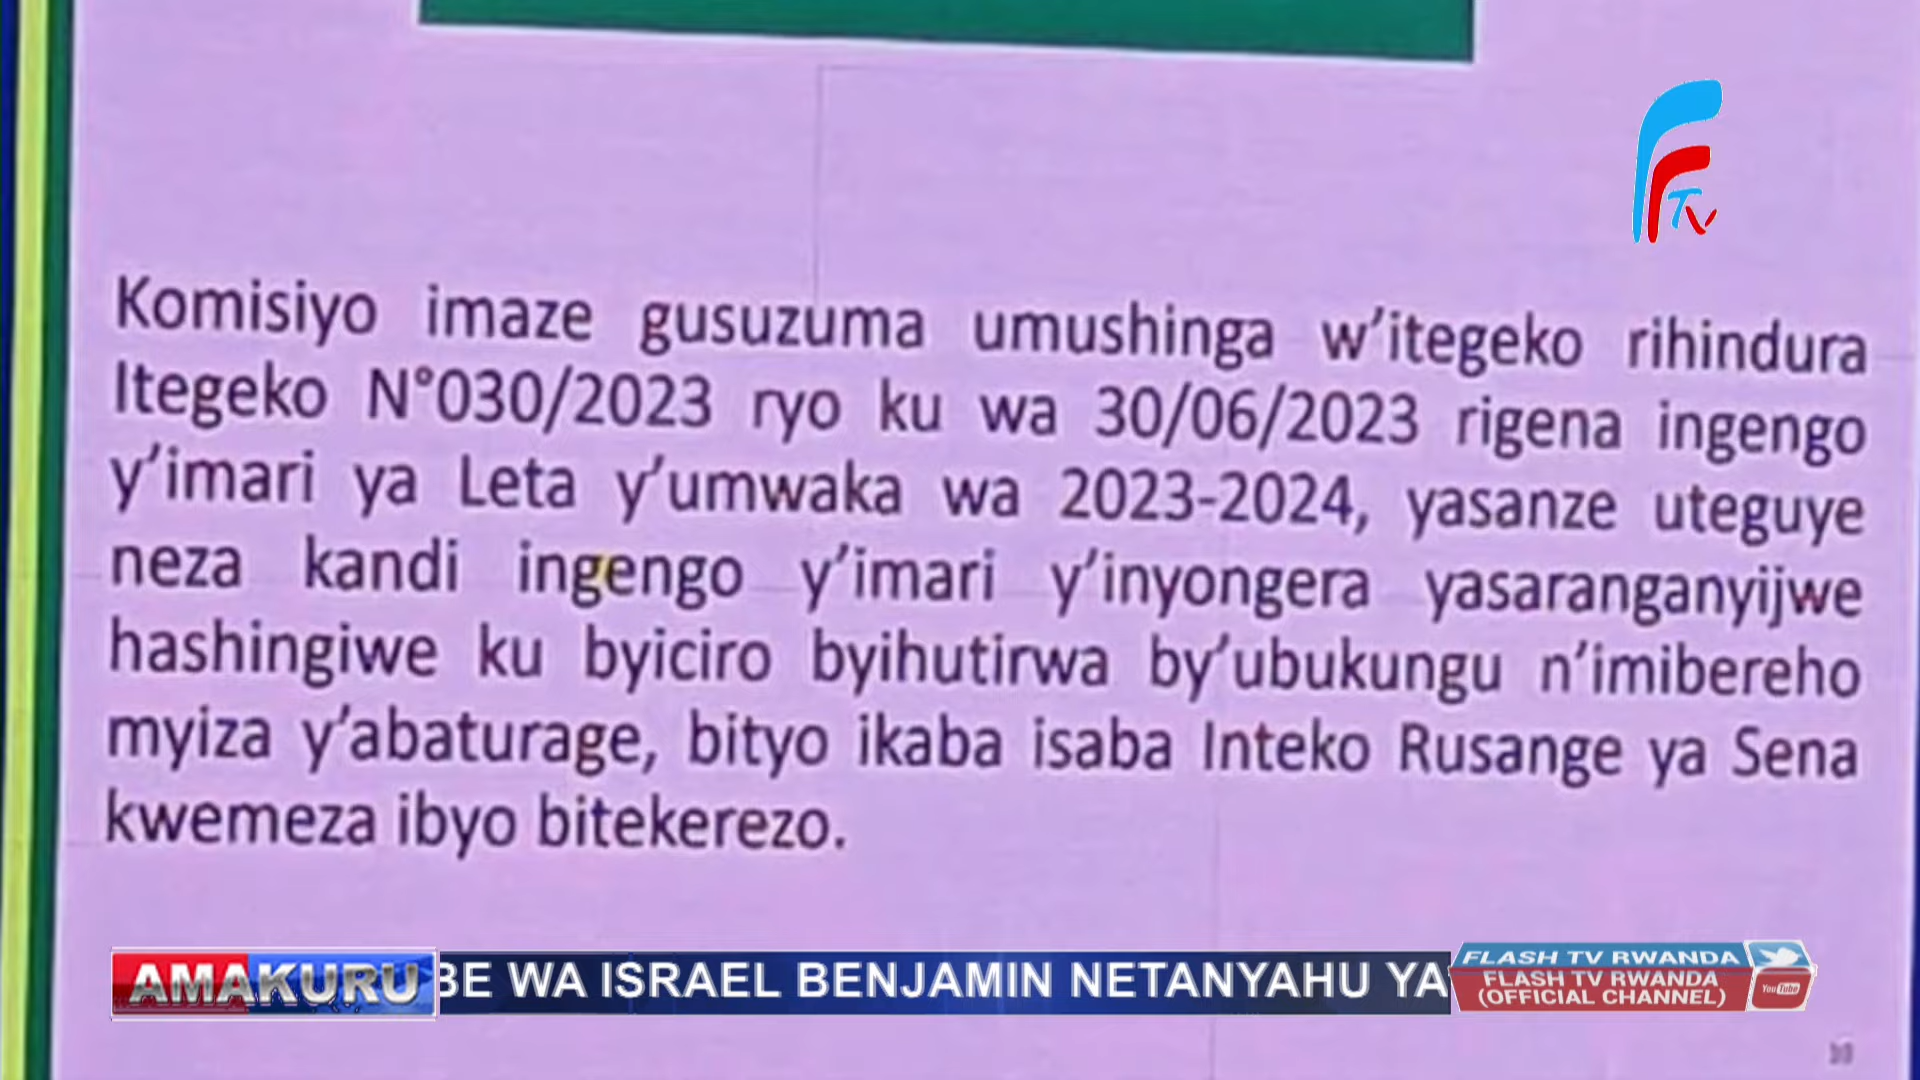 Komisiyo imaze gusuzuma umushinga w’itegeko rihindura
Itegeko N°030/2023 ryo ku wa 30/06/2023 rigena ingengo
y’imari ya Leta y’umwaka wa 2023-2024, yasanze uteguye
neza kandi ingengo y’imari y’inyongera yasaranganyijwe
hashingiwe ku byiciro byihutirwa by’ubukungu n’imibereho
myiza y’abaturage, bityo ikaba isaba Inteko Rusange ya Sena
kwemeza ibyo bitekerezo.
TV
AMAKURU
BE WA ISRAEL BENJAMIN NETANYAHU YA
FLASH TV RWANDA
FLASH TV RWANDA
(OFFICIAL CHANNEL)
YouTube